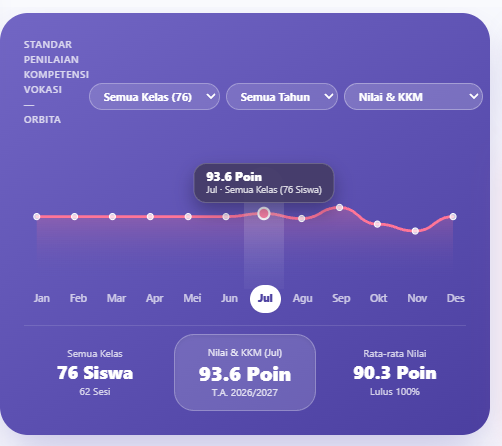 STANDAR
PENILAIAN
KOMPETENSI
VOKASI
—
ORBITA
Semua Kelas (76)
Semua Tahun
Nilai & KKM
93.6 Poin
Jul · Semua Kelas (76 Siswa)
Jan Feb Mar Apr Mei Jun Jul Agu Sep Okt Nov Des
Semua Kelas
76 Siswa
62 Sesi
Nilai & KKM (Jul)
93.6 Poin
T.A. 2026/2027
Rata-rata Nilai
90.3 Poin
Lulus 100%